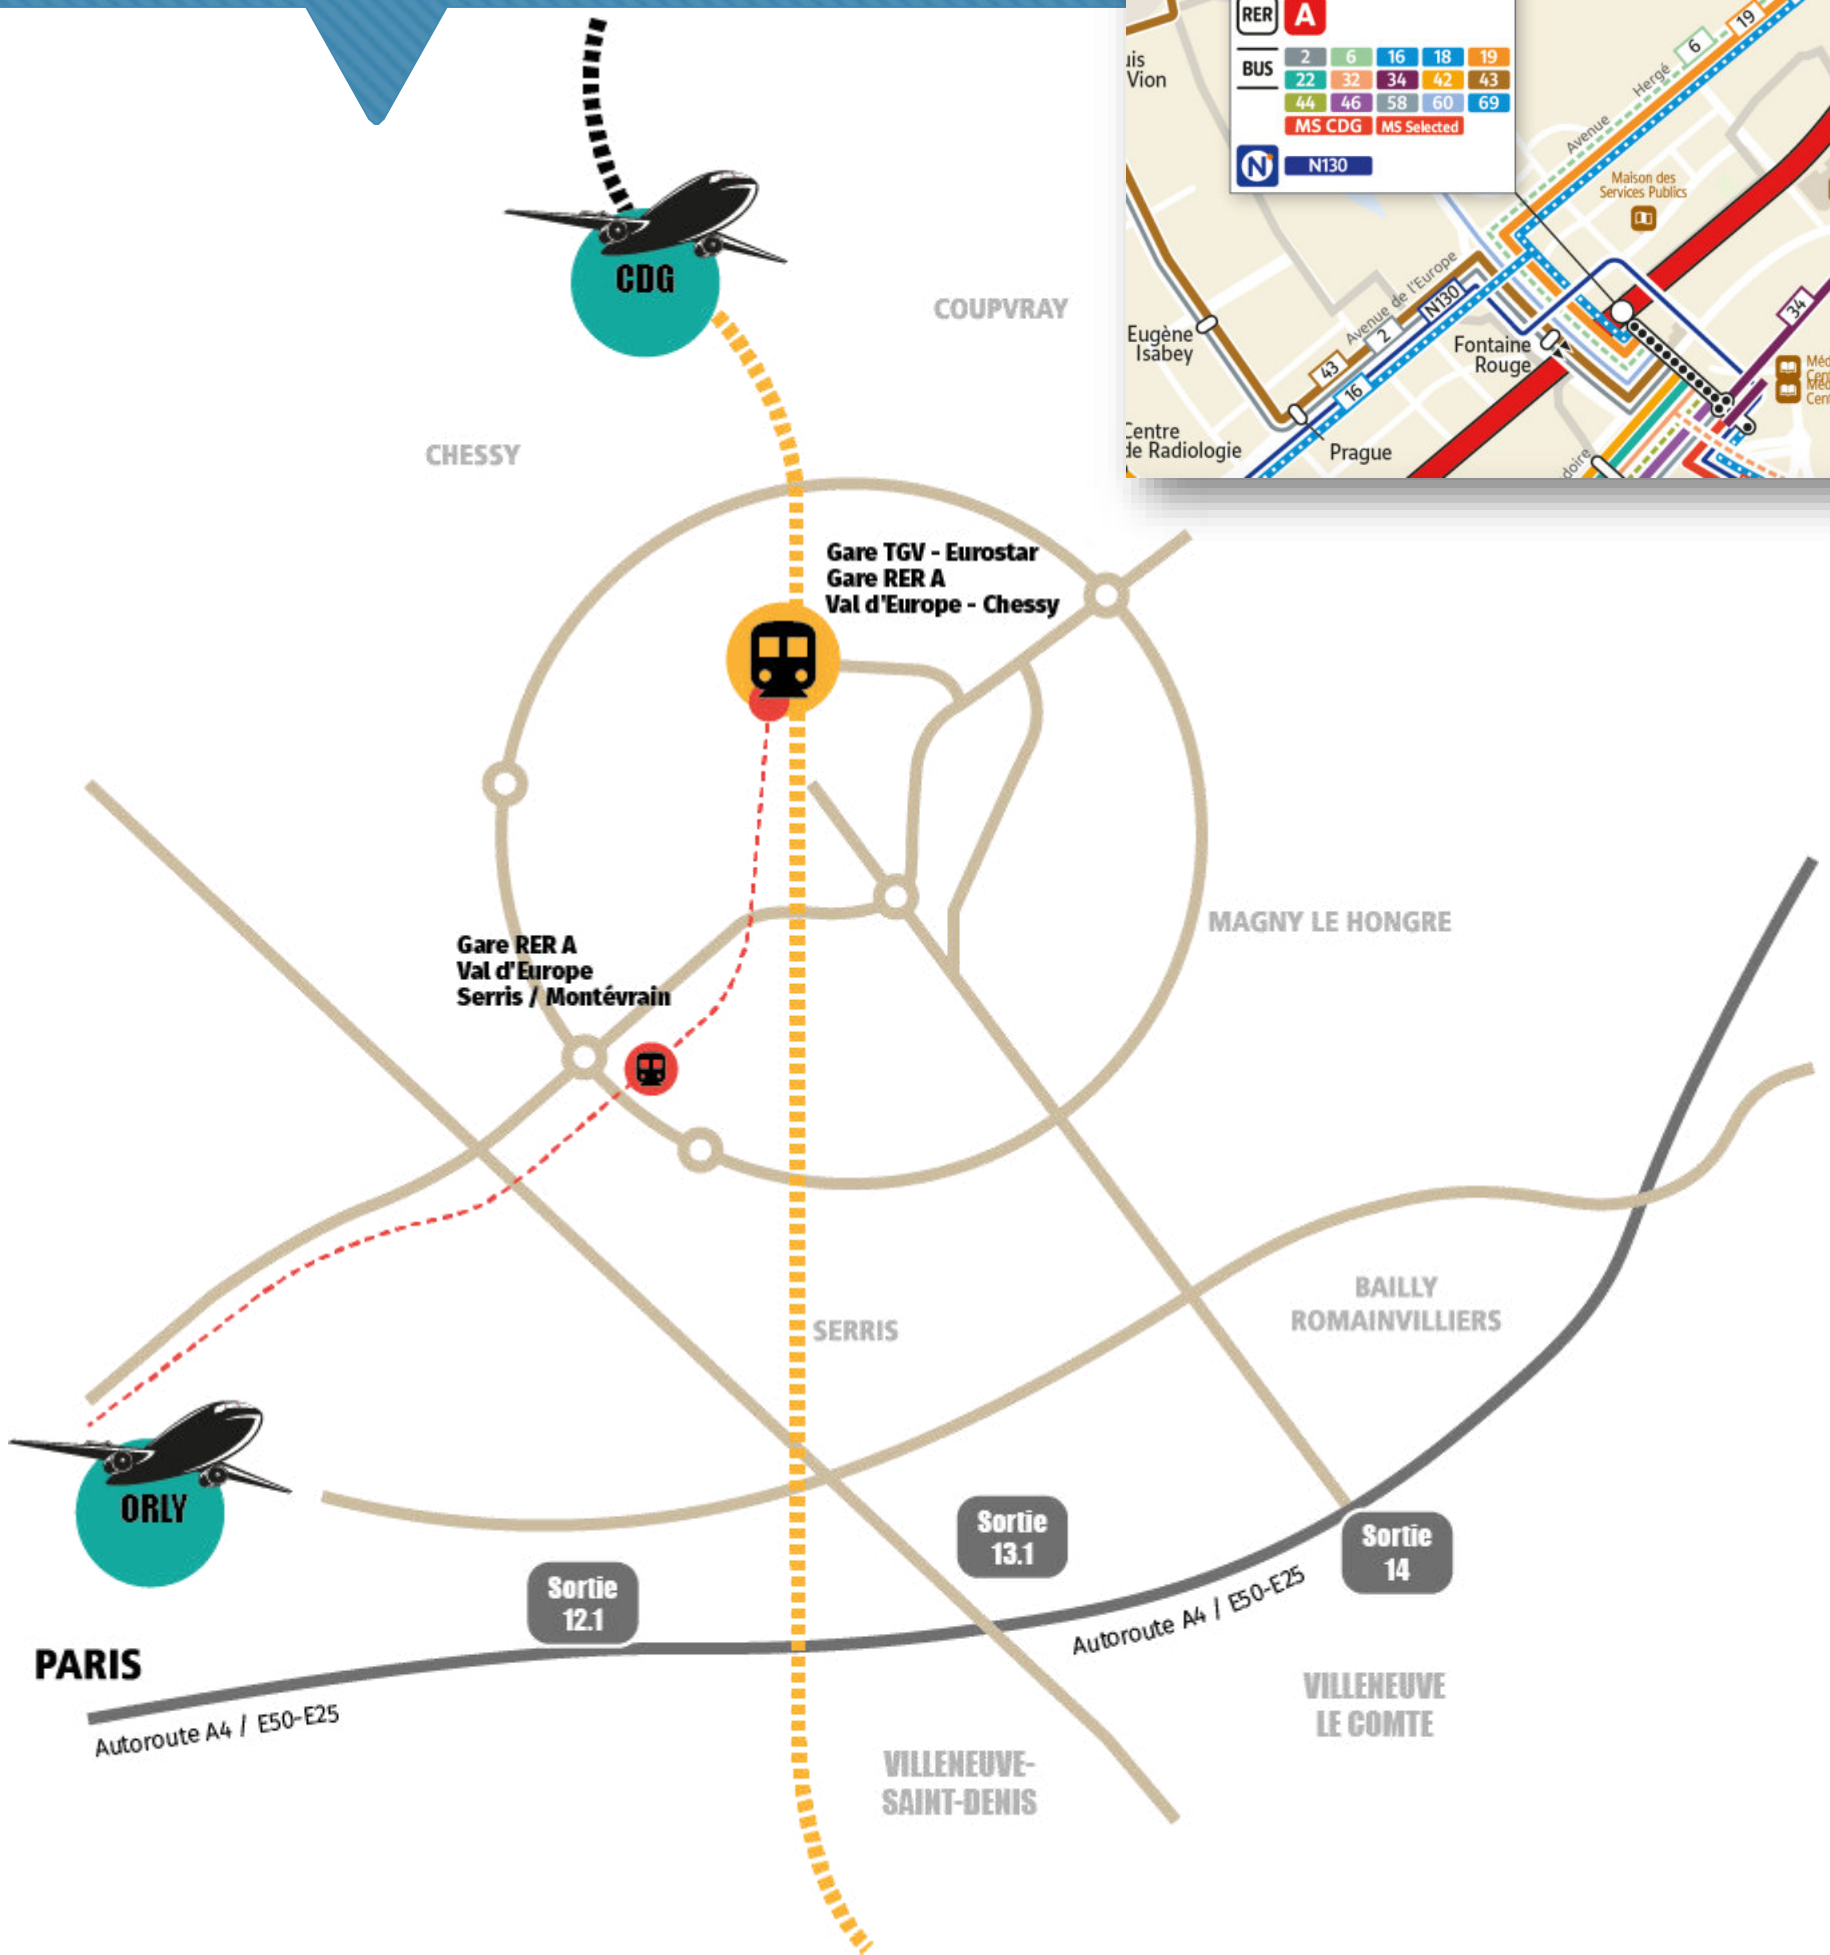 RER A
BUS 2 6 16 18 19
22 32 34 42 43
44 46 58 60 69
MS CDG MS Selected
N N130
Vion
Hergé
6
19
Avenue
Maison des
Services Publics
Avenue de l'Europe
N130
2
43
16
34
Eugène
Isabey
Fontaine
Rouge
Centre
de Radiologie
Prague
CDG
COUPVRAY
CHESSY
Gare TGV - Eurostar
Gare RER A
Val d'Europe - Chessy
MAGNY LE HONGRE
Gare RER A
Val d'Europe
Serris / Montévrain
BAILLY
ROMAINVILLIERS
SERRIS
ORLY
Sortie
13.1
Sortie
14
Sortie
12.1
Autoroute A4 / E50-E25
PARIS
Autoroute A4 / E50-E25
VILLENEUVE
LE COMTE
VILLENEUVE-
SAINT-DENIS